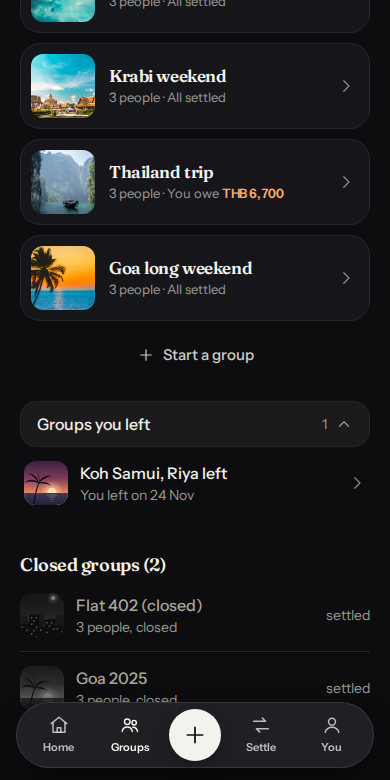 3 people · All settled
Krabi weekend
3 people · All settled
Thailand trip
3 people · You owe THB 6,700
Goa long weekend
3 people · All settled
Start a group
Groups you left
1
Koh Samui, Riya left
You left on 24 Nov
Closed groups (2)
Flat 402 (closed)
3 people, closed
settled
Goa 2025
3 people, closed
settled
Home
Groups
Settle
You